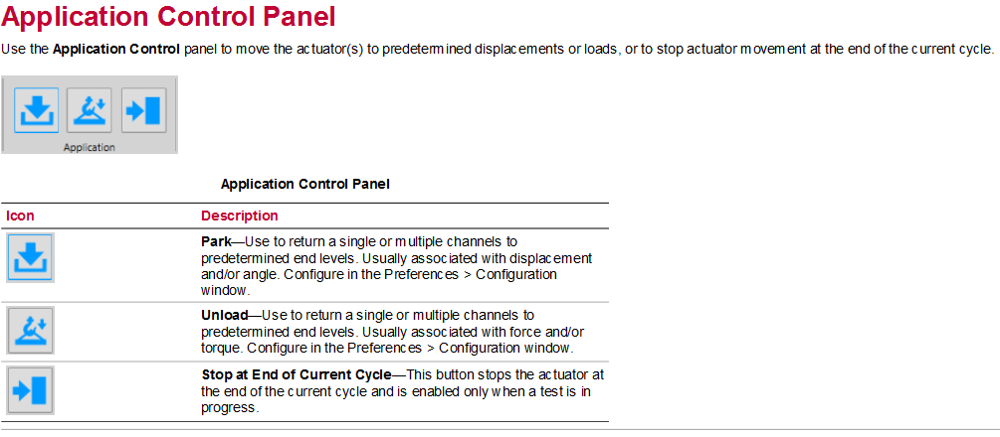 Application Control Panel
Use the Application Control panel to move the actuator(s) to predetermined displacements or loads, or to stop actuator movement at the end of the current cycle.
Application
Application Control Panel
Icon Description
Park—Use to return a single or multiple channels to
predetermined end levels. Usually associated with displacement
and/or angle. Configure in the Preferences > Configuration
window.
Unload—Use to return a single or multiple channels to
predetermined end levels. Usually associated with force and/or
torque. Configure in the Preferences > Configuration window.
Stop at End of Current Cycle—This button stops the actuator at
the end of the current cycle and is enabled only when a test is in
progress.